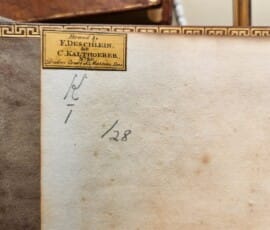 Bound by
F. DESCHLEIN.
C. KALTHOEBER.
K
1
/28